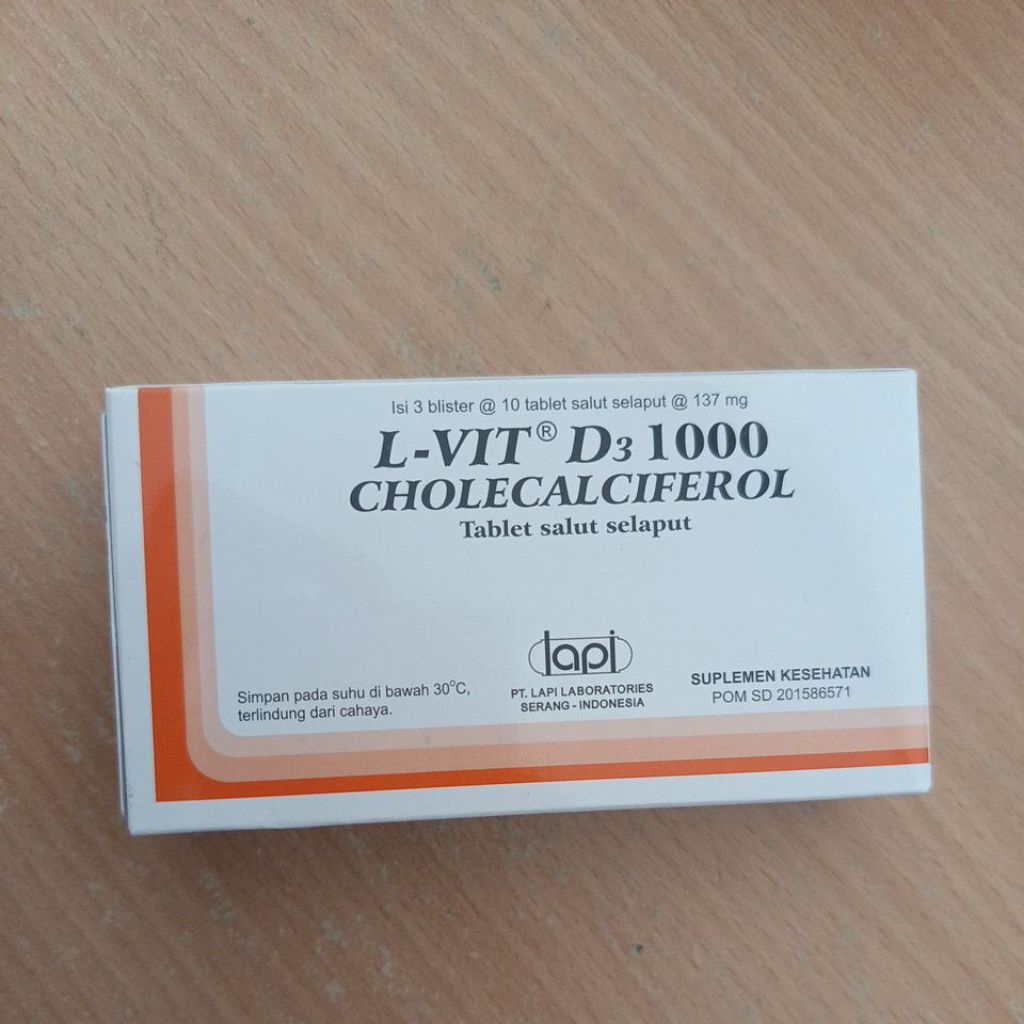 Isi 3 blister @ 10 tablet salut selaput @ 137 mg
L-VIT® D3 1000
CHOLECALCIFEROL
Tablet salut selaput
Simpan pada suhu di bawah 30°C,
terlindung dari cahaya.
lapi
PT. LAPI LABORATORIES
SERANG - INDONESIA
SUPLEMEN KESEHATAN
POM SD 201586571